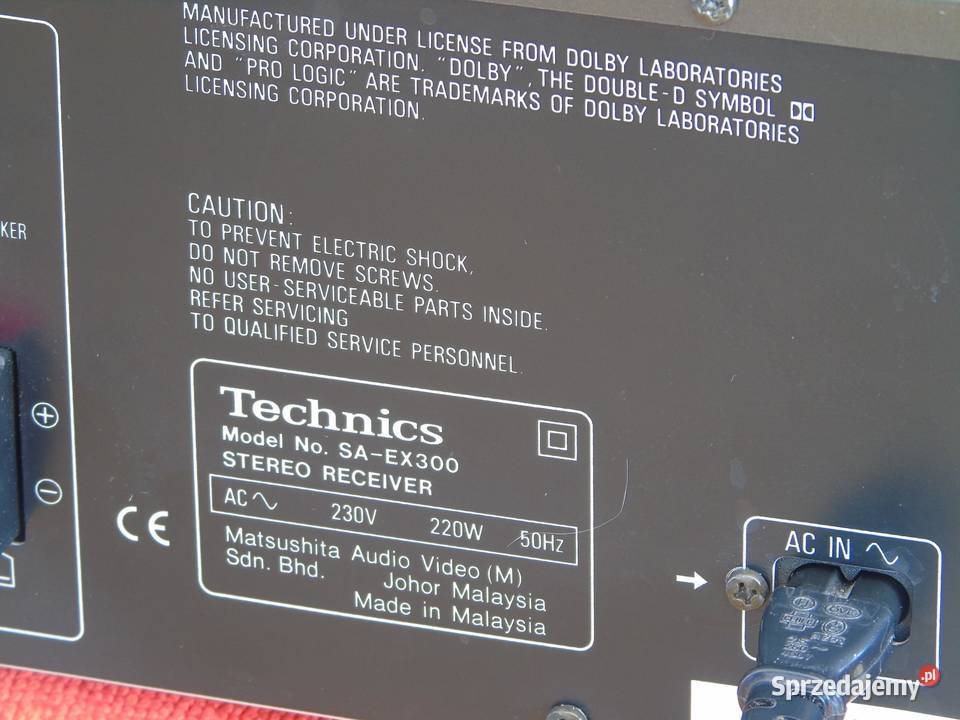 MANUFACTURED UNDER LICENSE FROM DOLBY LABORATORIES
LICENSING CORPORATION. "DOLBY", THE DOUBLE-D SYMBOL
AND "PRO LOGIC" ARE TRADEMARKS OF DOLBY LABORATORIES
LICENSING CORPORATION.
KER
CAUTION:
TO PREVENT ELECTRIC SHOCK,
DO NOT REMOVE SCREWS.
NO USER-SERVICEABLE PARTS INSIDE.
REFER SERVICING
TO QUALIFIED SERVICE PERSONNEL.
Technics
Model No. SA-EX300
STEREO RECEIVER
AC 230V 220W 50Hz
CE
Matsushita Audio Video (M)
Sdn. Bhd. Johor Malaysia
Made in Malaysia
AC IN
Sprzedajemy.pl